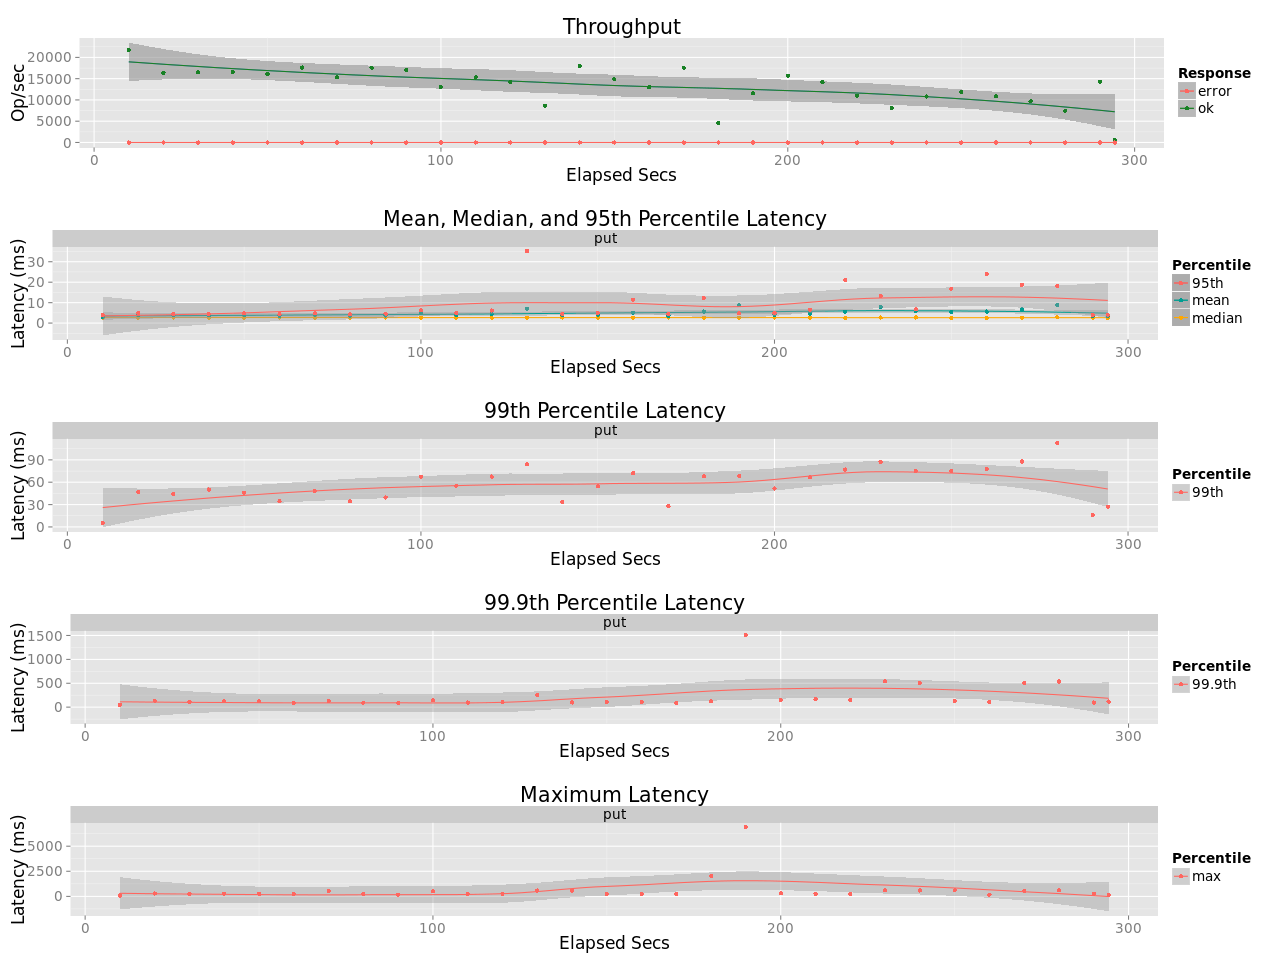 Throughput
Op/sec
20000
15000
10000
5000
0
0 100 200 300
Elapsed Secs
Response
error
ok
Mean, Median, and 95th Percentile Latency
put
Latency (ms)
30
20
10
0
0 100 200 300
Elapsed Secs
Percentile
95th
mean
median
99th Percentile Latency
put
Latency (ms)
90
60
30
0
0 100 200 300
Elapsed Secs
Percentile
99th
99.9th Percentile Latency
put
Latency (ms)
1500
1000
500
0
0 100 200 300
Elapsed Secs
Percentile
99.9th
Maximum Latency
put
Latency (ms)
5000
2500
0
0 100 200 300
Elapsed Secs
Percentile
max